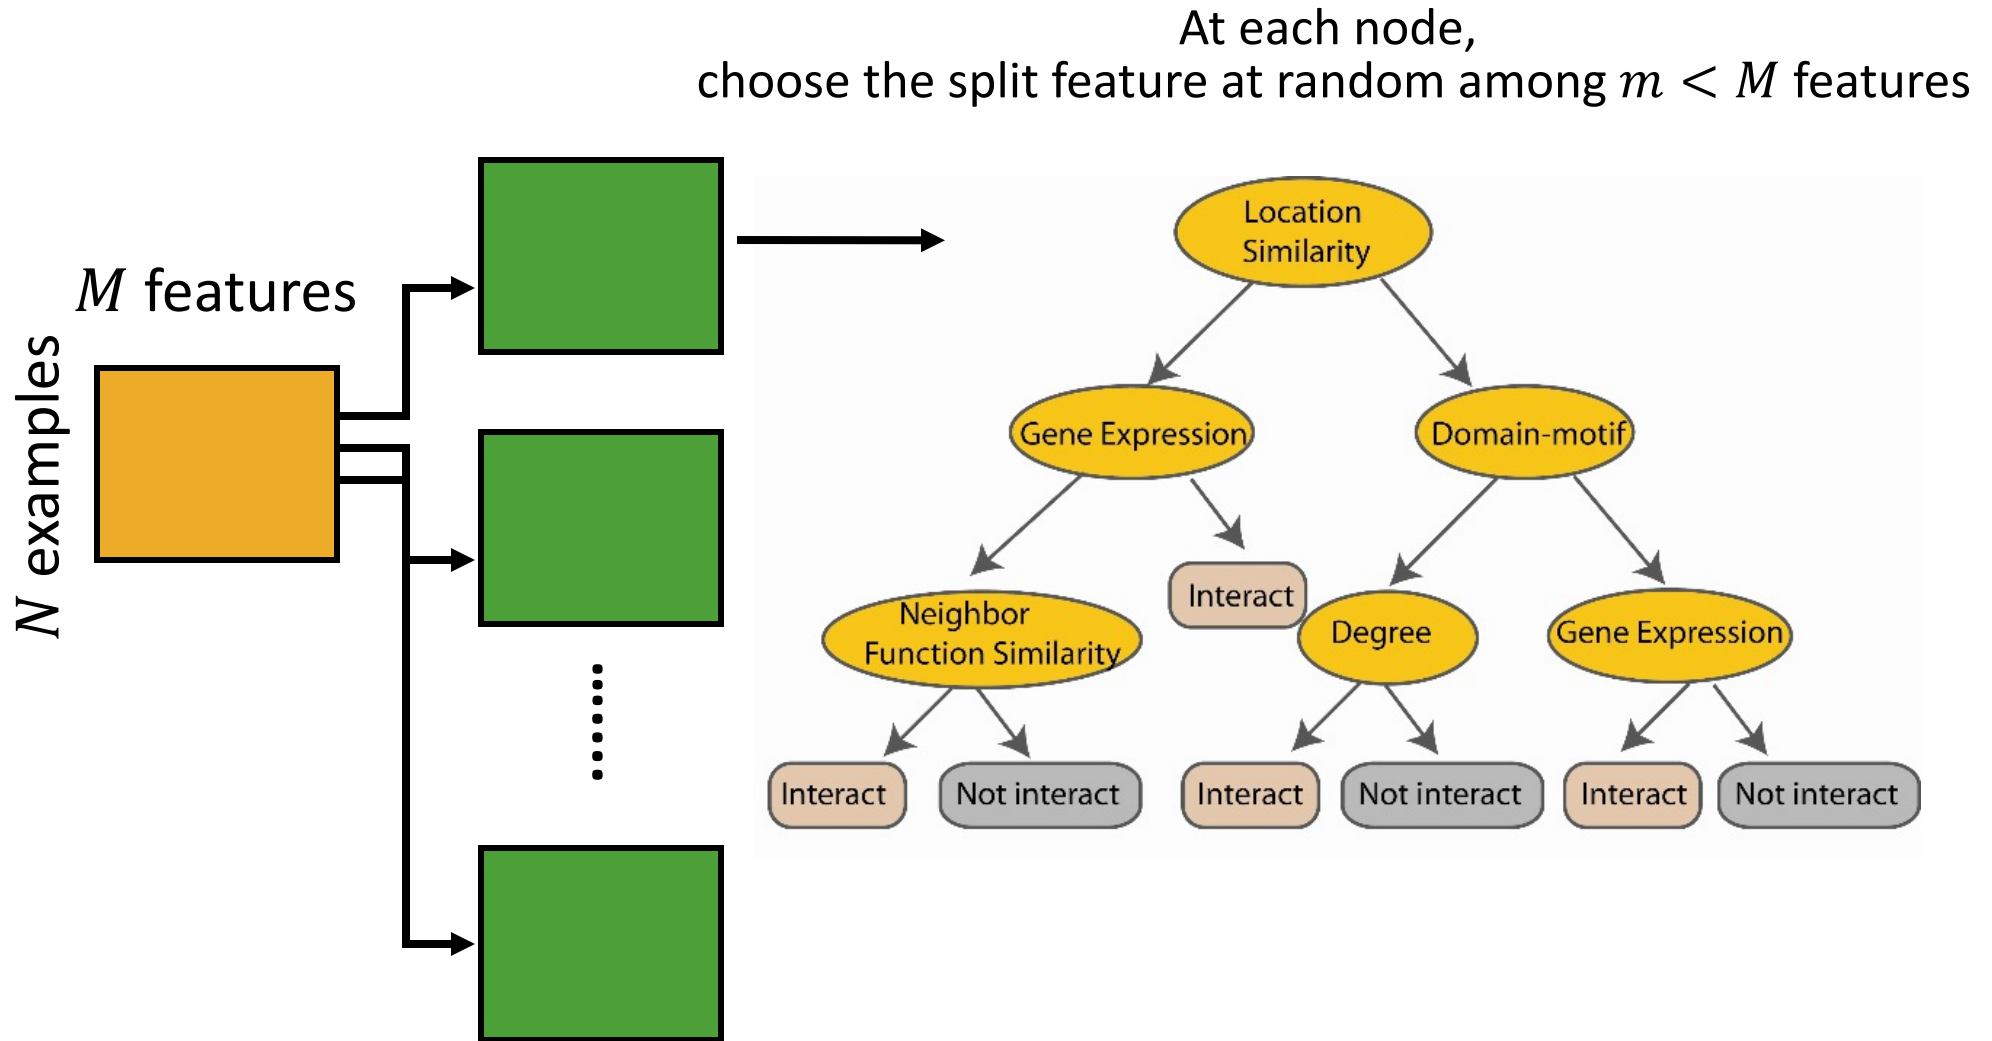 At each node,
choose the split feature at random among m < M features
M features
N examples
Location
Similarity
Gene Expression
Domain-motif
Interact
Neighbor
Function Similarity
Degree
Gene Expression
Interact
Not interact
Interact
Not interact
Interact
Not interact